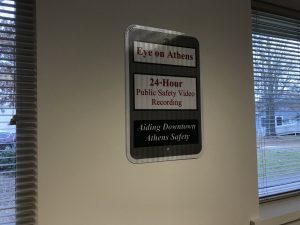 Eye on Athens
24-Hour
Public Safety Video
Recording
Aiding Downtown
Athens Safety